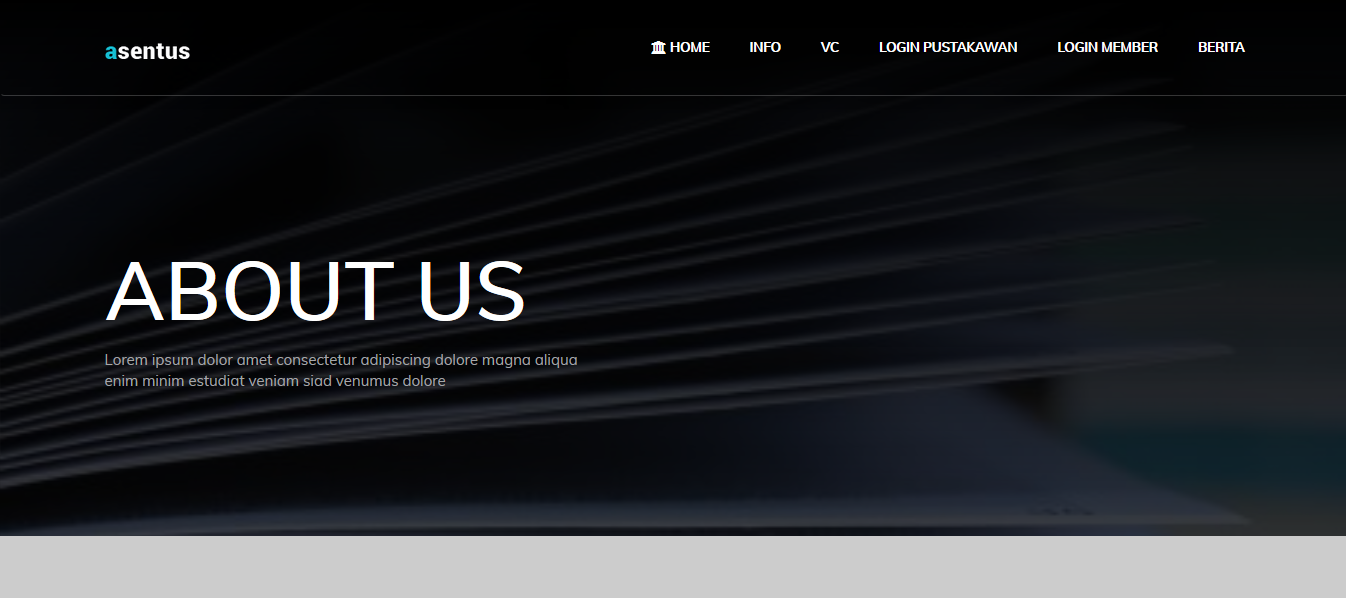 asentus
HOME INFO VC LOGIN PUSTAKAWAN LOGIN MEMBER BERITA
ABOUT US
Lorem ipsum dolor amet consectetur adipiscing dolore magna aliqua
enim minim estudiat veniam siad venumus dolore